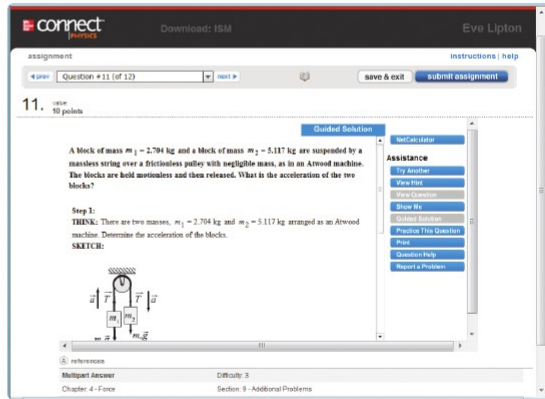 connect
PHYSICS
Download: ISM
Eve Lipton
assignment
instructions | help
prev
Question #11 (of 12)
next
save & exit
submit assignment
11.
value:
10 points
Guided Solution
NetCalculator
A block of mass m1 = 2.704 kg and a block of mass m2 = 5.117 kg are suspended by a
massless string over a frictionless pulley with negligible mass, as in an Atwood machine.
The blocks are held motionless and then released. What is the acceleration of the two
blocks?
Assistance
Try Another
View Hint
View Question
Show Me
Guided Solution
Practice This Question
Print
Question Help
Report a Problem
Step 1:
THINK: There are two masses, m1 = 2.704 kg and m2 = 5.117 kg arranged as an Atwood
machine. Determine the acceleration of the blocks.
SKETCH:
a T T a
m1 m2
m1g m2g
references
Multipart Answer
Difficulty: 3
Chapter: 4 - Force
Section: 9 - Additional Problems